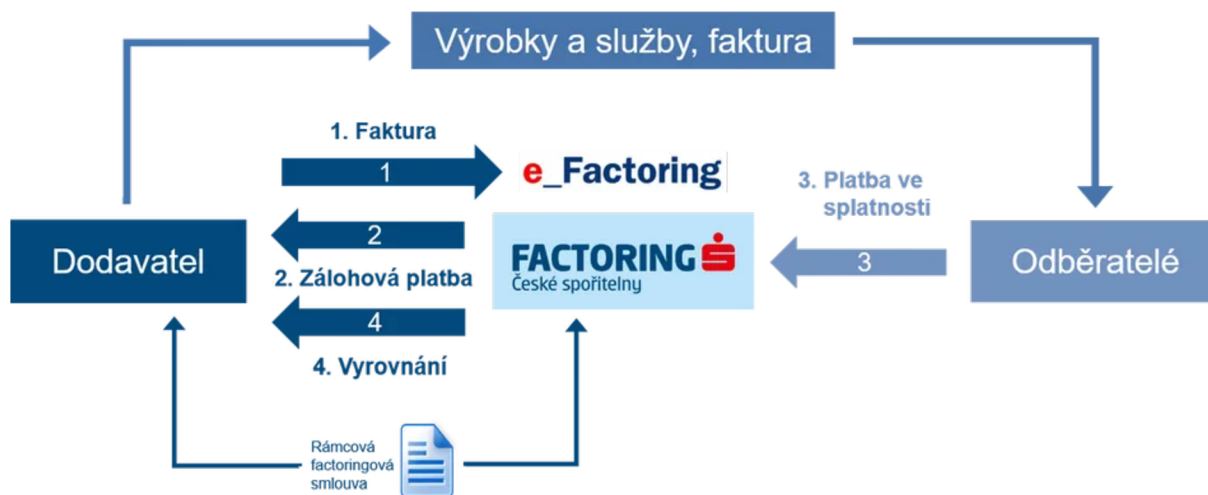 Výrobky a služby, faktura
1. Faktura
1
e_Factoring
3. Platba ve
splatnosti
2
Dodavatel
FACTORING
České spořitelny
3
Odběratelé
2. Zálohová platba
4
4. Vyrovnání
Rámcová
factoringová
smlouva